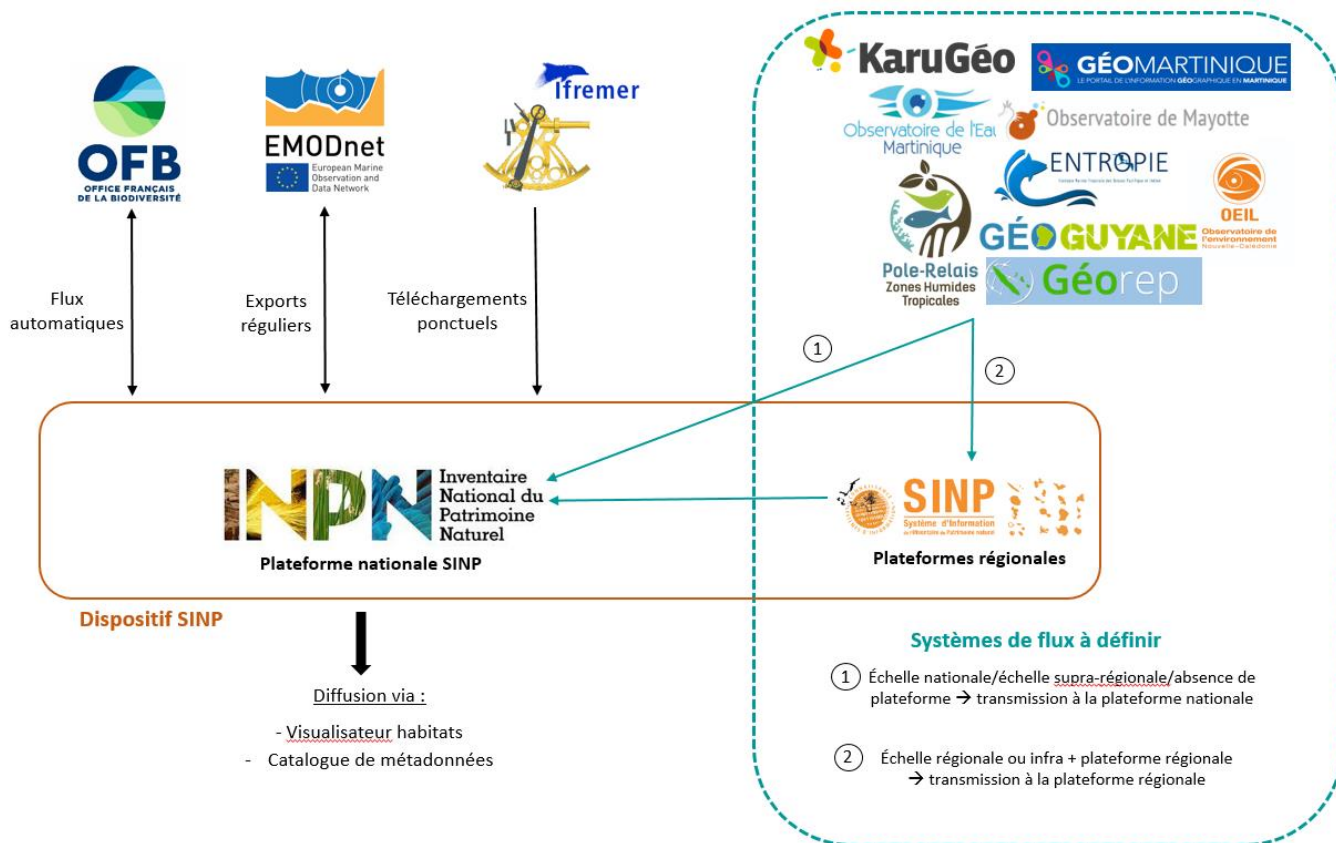 OFB
OFFICE FRANÇAIS
DE LA BIODIVERSITÉ
EMODnet
European Marine
Observation and
Data Network
Ifremer
KaruGéo
GÉOMARTINIQUE
LE PORTAIL DE L'INFORMATION GÉOGRAPHIQUE EN MARTINIQUE
Observatoire de l'Eau
Martinique
Observatoire de Mayotte
ENTROPIE
OEIL
Observatoire de
l'environnement
Nouvelle-Calédonie
Pole-Relais
Zones Humides
Tropicales
GÉOGUYANE
Géorep
Flux
automatiques
Exports
réguliers
Téléchargements
ponctuels
1
2
INPN
Inventaire
National du
Patrimoine
Naturel
Plateforme nationale SINP
SINP
Système d'Information
Plateformes régionales
Dispositif SINP
Diffusion via :
- Visualisateur habitats
- Catalogue de métadonnées
Systèmes de flux à définir
1 Échelle nationale/échelle supra-régionale/absence de
plateforme → transmission à la plateforme nationale
2 Échelle régionale ou infra + plateforme régionale
→ transmission à la plateforme régionale